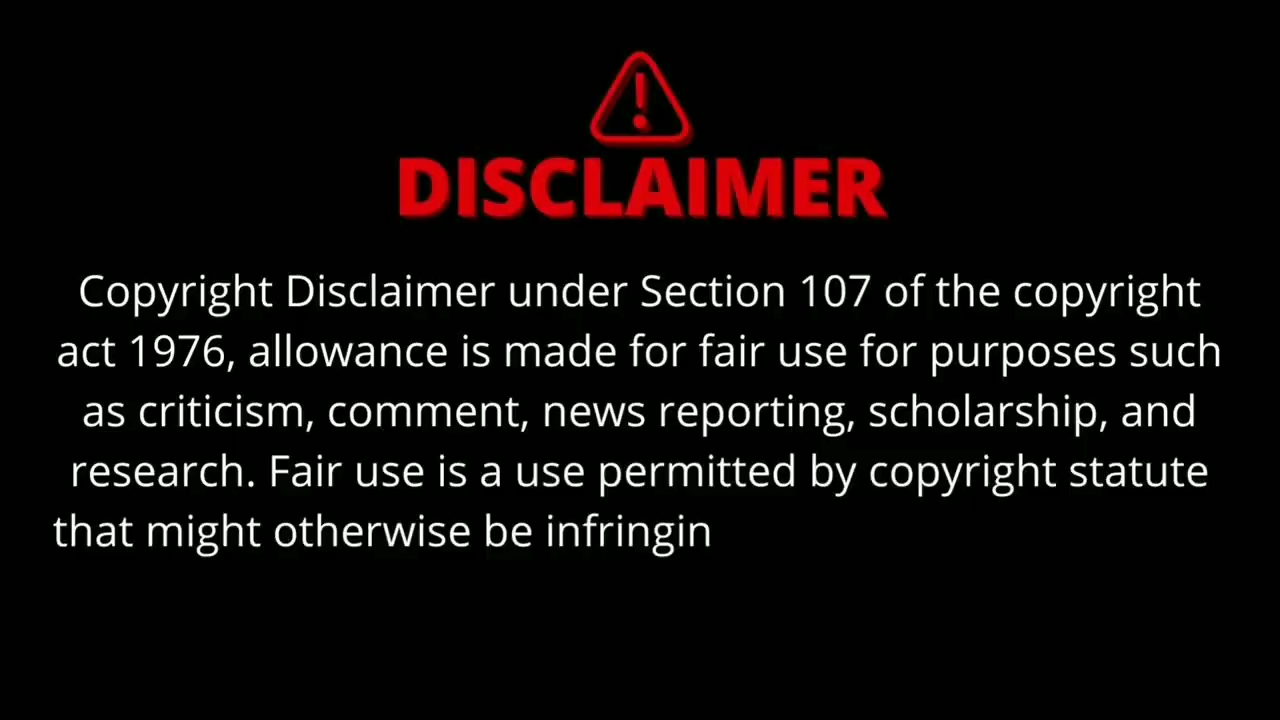 DISCLAIMER
Copyright Disclaimer under Section 107 of the copyright
act 1976, allowance is made for fair use for purposes such
as criticism, comment, news reporting, scholarship, and
research. Fair use is a use permitted by copyright statute
that might otherwise be infringin